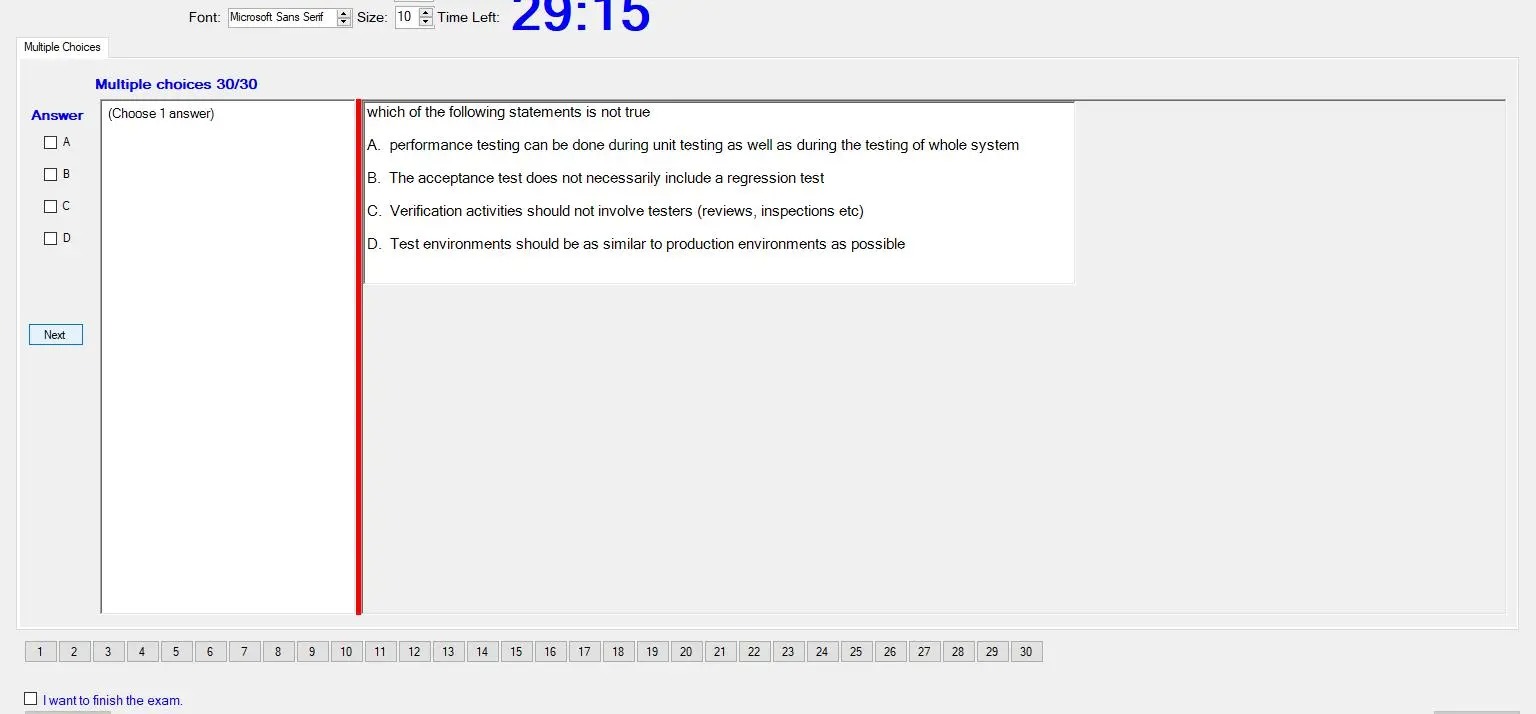 Font: Microsoft Sans Serif Size: 10 Time Left: 29:15
Multiple Choices
Multiple choices 30/30
Answer
(Choose 1 answer)
A
B
C
D
Next
which of the following statements is not true
A. performance testing can be done during unit testing as well as during the testing of whole system
B. The acceptance test does not necessarily include a regression test
C. Verification activities should not involve testers (reviews, inspections etc)
D. Test environments should be as similar to production environments as possible
1 2 3 4 5 6 7 8 9 10 11 12 13 14 15 16 17 18 19 20 21 22 23 24 25 26 27 28 29 30
I want to finish the exam.